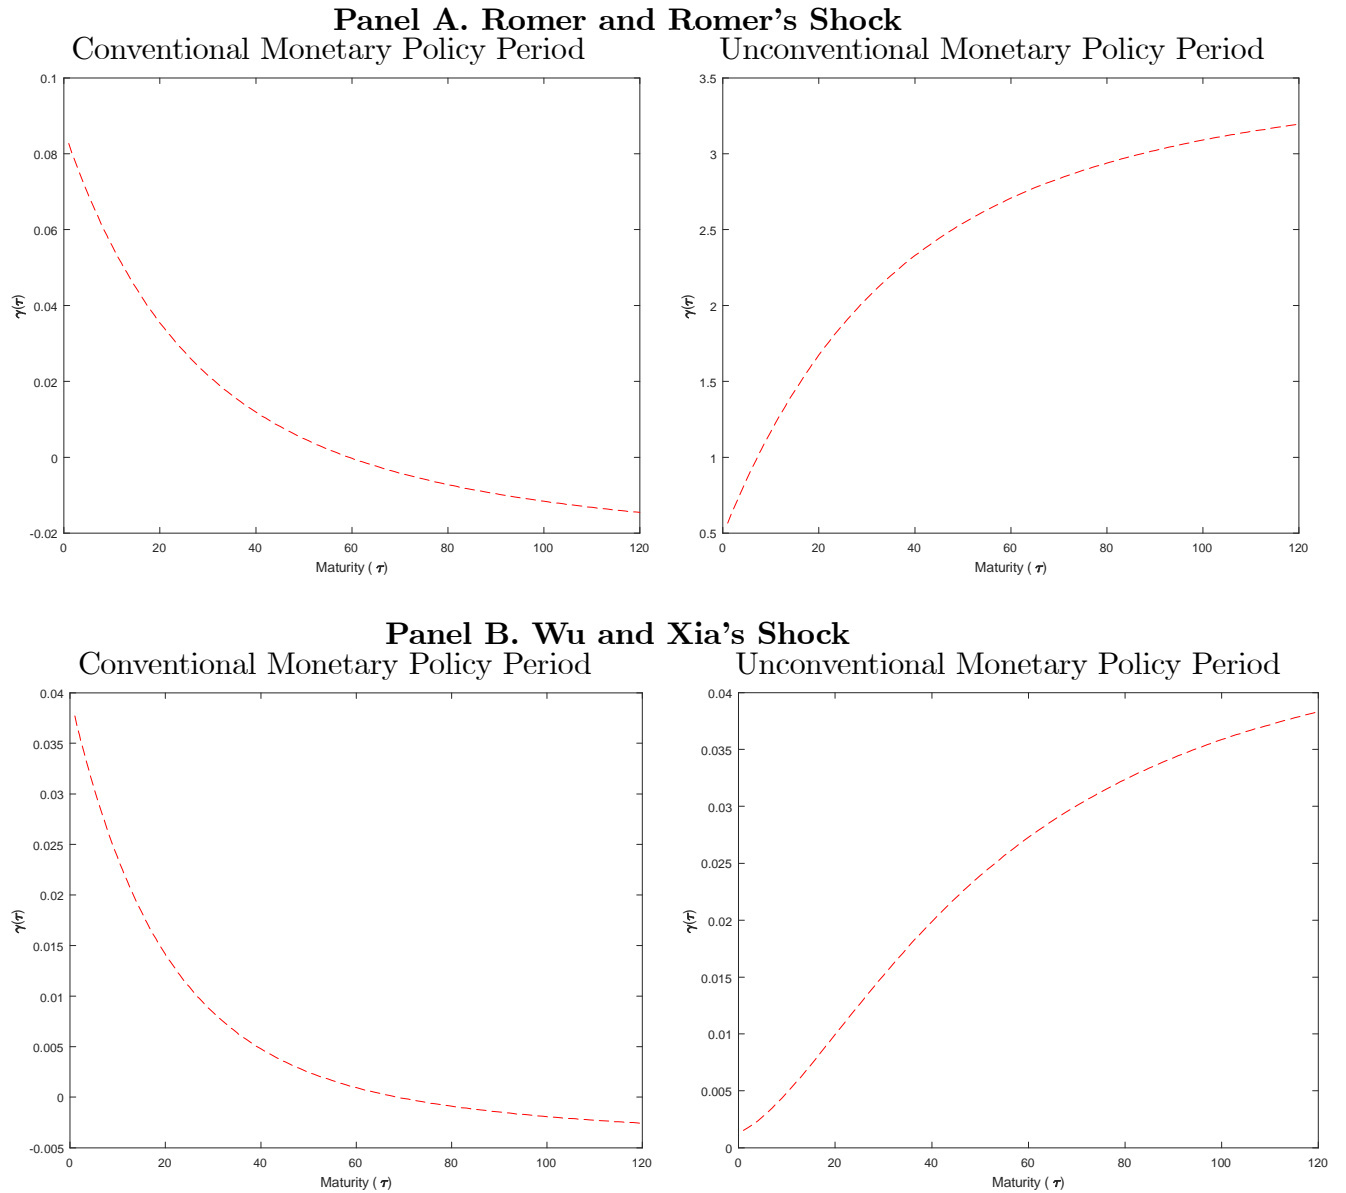 Panel A. Romer and Romer's Shock
Conventional Monetary Policy Period
Unconventional Monetary Policy Period
0.1
0.08
0.06
0.04
0.02
0
-0.02
γ(τ)
0 20 40 60 80 100 120
Maturity ( τ)
3.5
3
2.5
2
1.5
1
0.5
γ(τ)
0 20 40 60 80 100 120
Maturity ( τ)
Panel B. Wu and Xia's Shock
Conventional Monetary Policy Period
Unconventional Monetary Policy Period
0.04
0.035
0.03
0.025
0.02
0.015
0.01
0.005
0
-0.005
γ(τ)
0 20 40 60 80 100 120
Maturity ( τ)
0.04
0.035
0.03
0.025
0.02
0.015
0.01
0.005
0
γ(τ)
0 20 40 60 80 100 120
Maturity ( τ)